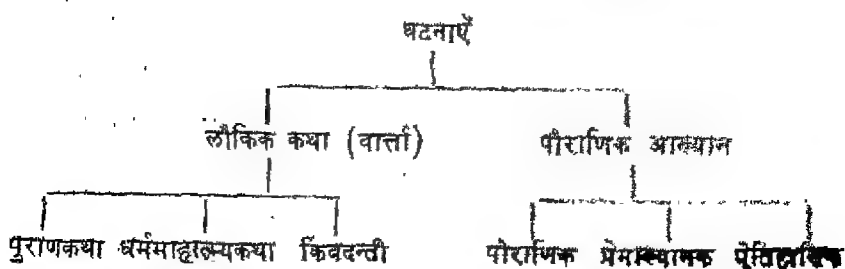 घटनाएँ
लौकिक कथा (वार्त्ता) पौराणिक आख्यान
पुराणकथा धर्ममाहात्म्यकथा किंवदन्ती पौराणिक प्रेमाख्यानक ऐतिहासिक